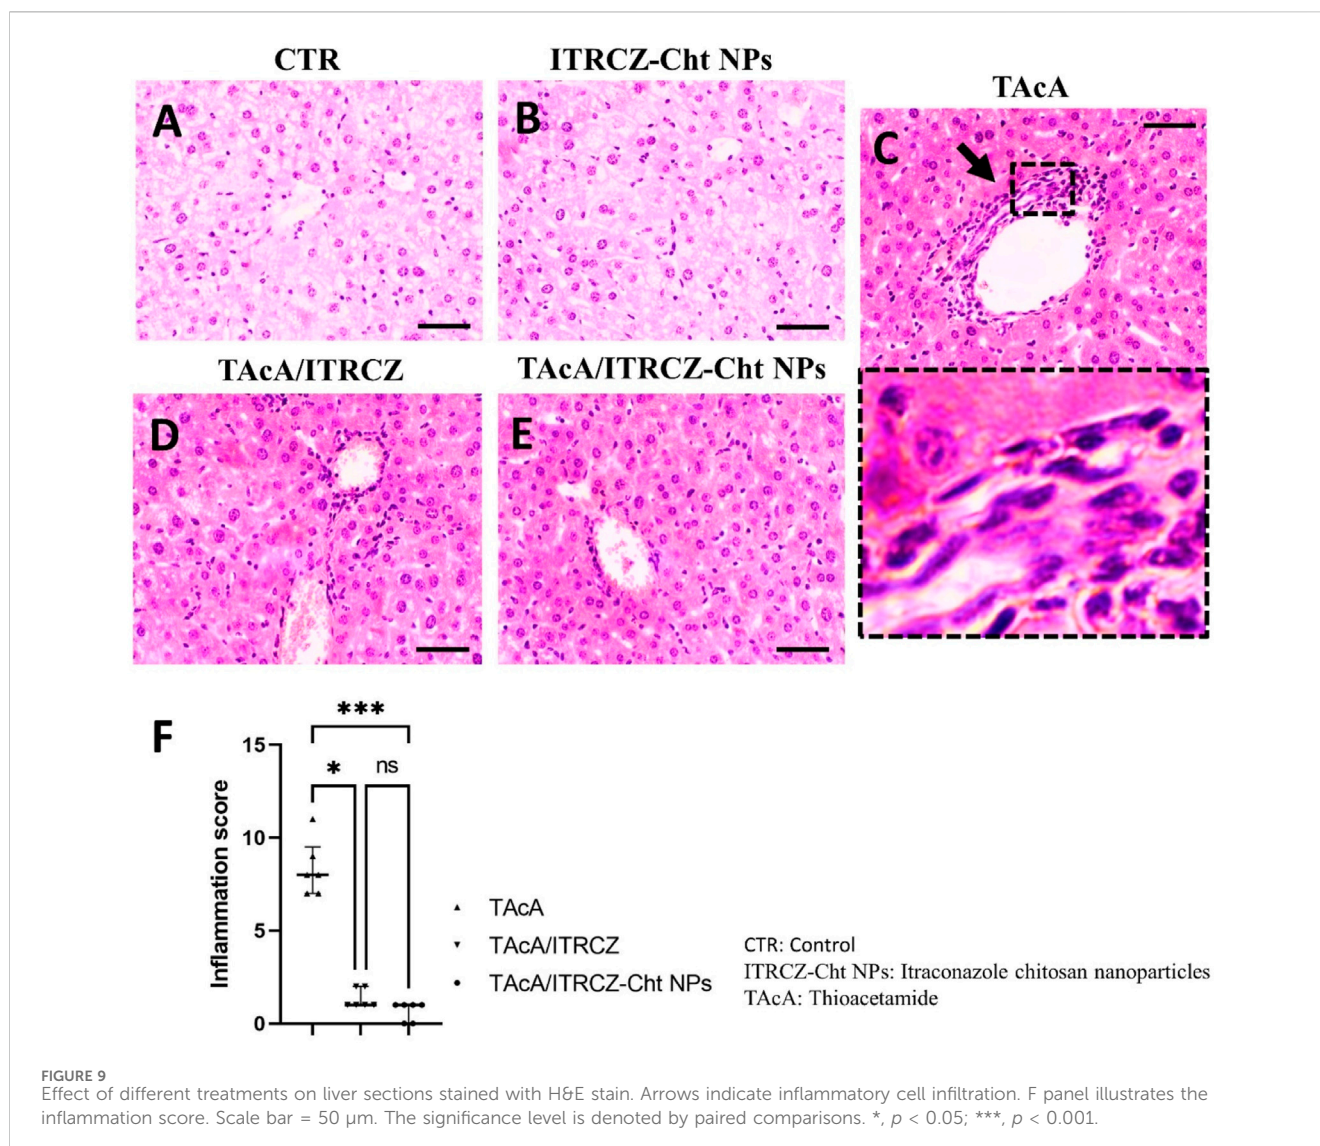 CTR
ITRCZ-Cht NPs
TAcA
A
B
C
TAcA/ITRCZ
TAcA/ITRCZ-Cht NPs
D
E
F
***
*
ns
15
10
5
0
Inflammation score
TAcA
TAcA/ITRCZ
TAcA/ITRCZ-Cht NPs
CTR: Control
ITRCZ-Cht NPs: Itraconazole chitosan nanoparticles
TAcA: Thioacetamide
FIGURE 9
Effect of different treatments on liver sections stained with H&E stain. Arrows indicate inflammatory cell infiltration. F panel illustrates the
inflammation score. Scale bar = 50 μm. The significance level is denoted by paired comparisons. *, p < 0.05; ***, p < 0.001.